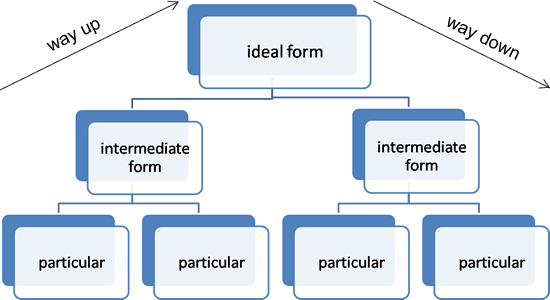 way up
way down
ideal form
intermediate
form
intermediate
form
particular
particular
particular
particular